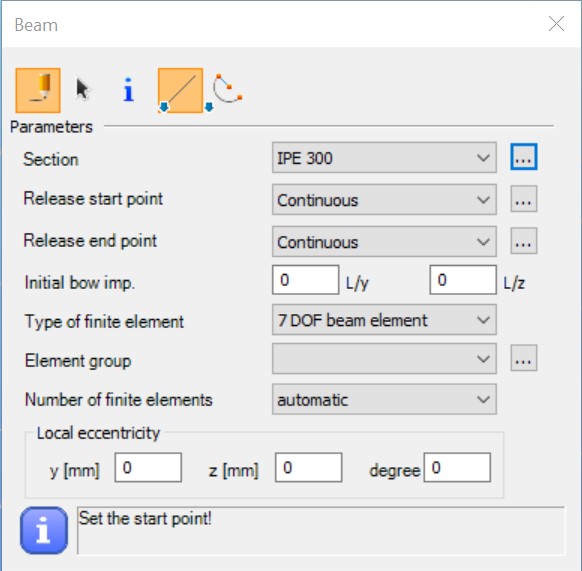 Beam
Parameters
Section IPE 300 ...
Release start point Continuous ...
Release end point Continuous ...
Initial bow imp. 0 L/y 0 L/z
Type of finite element 7 DOF beam element
Element group ...
Number of finite elements automatic
Local eccentricity
y [mm] 0 z [mm] 0 degree 0
Set the start point!